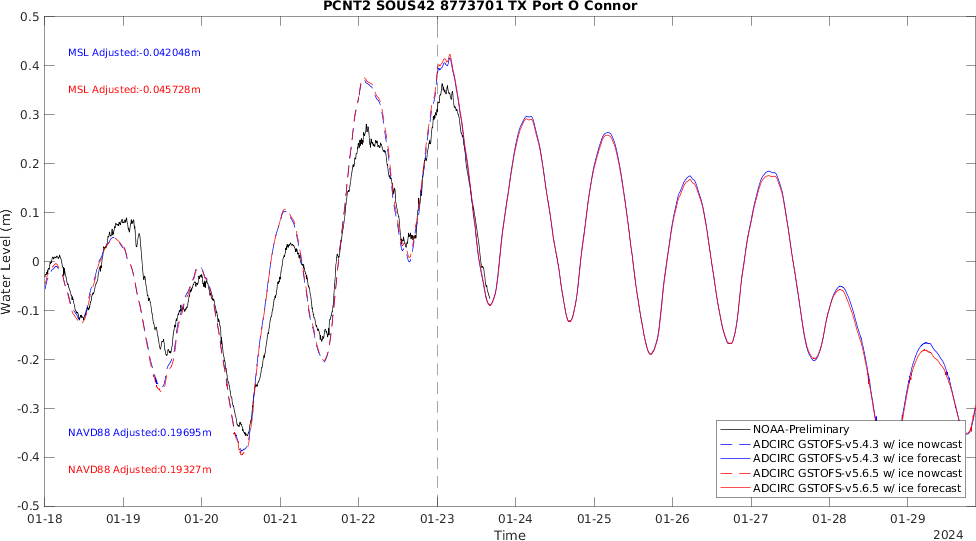 PCNT2 SOUS42 8773701 TX Port O Connor
0.5
0.4
0.3
0.2
0.1
0
-0.1
-0.2
-0.3
-0.4
-0.5
Water Level (m)
MSL Adjusted:-0.042048m
MSL Adjusted:-0.045728m
NAVD88 Adjusted:0.19695m
NAVD88 Adjusted:0.19327m
NOAA-Preliminary
ADCIRC GSTOFS-v5.4.3 w/ ice nowcast
ADCIRC GSTOFS-v5.4.3 w/ ice forecast
ADCIRC GSTOFS-v5.6.5 w/ ice nowcast
ADCIRC GSTOFS-v5.6.5 w/ ice forecast
01-18 01-19 01-20 01-21 01-22 01-23 01-24 01-25 01-26 01-27 01-28 01-29
Time
2024